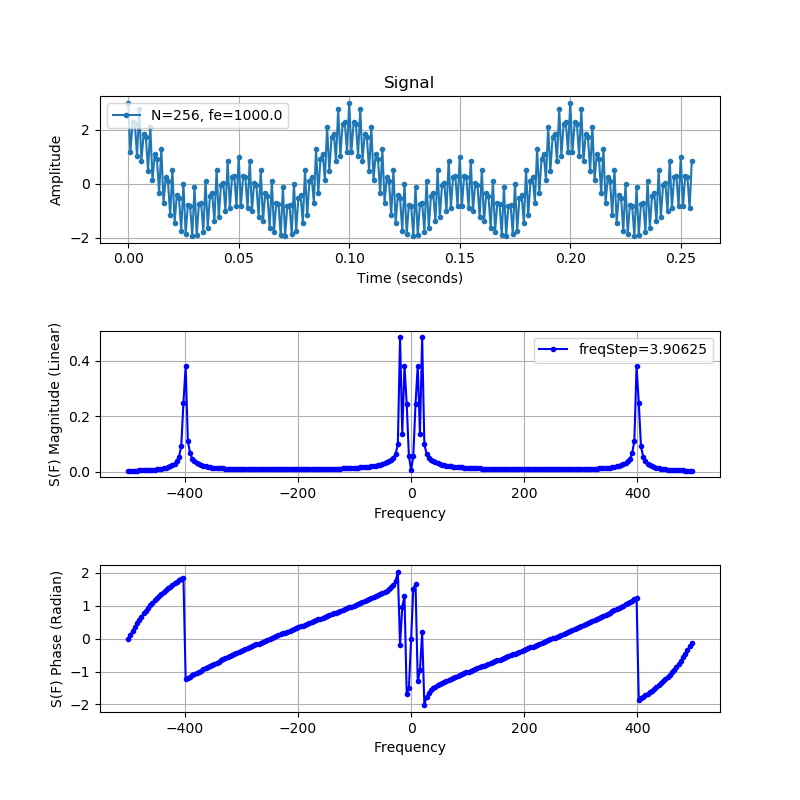 Signal
N=256, fe=1000.0
Amplitude
2
0
−2
0.00 0.05 0.10 0.15 0.20 0.25
Time (seconds)
freqStep=3.90625
S(F) Magnitude (Linear)
0.4
0.2
0.0
−400 −200 0 200 400
Frequency
S(F) Phase (Radian)
2
1
0
−1
−2
−400 −200 0 200 400
Frequency